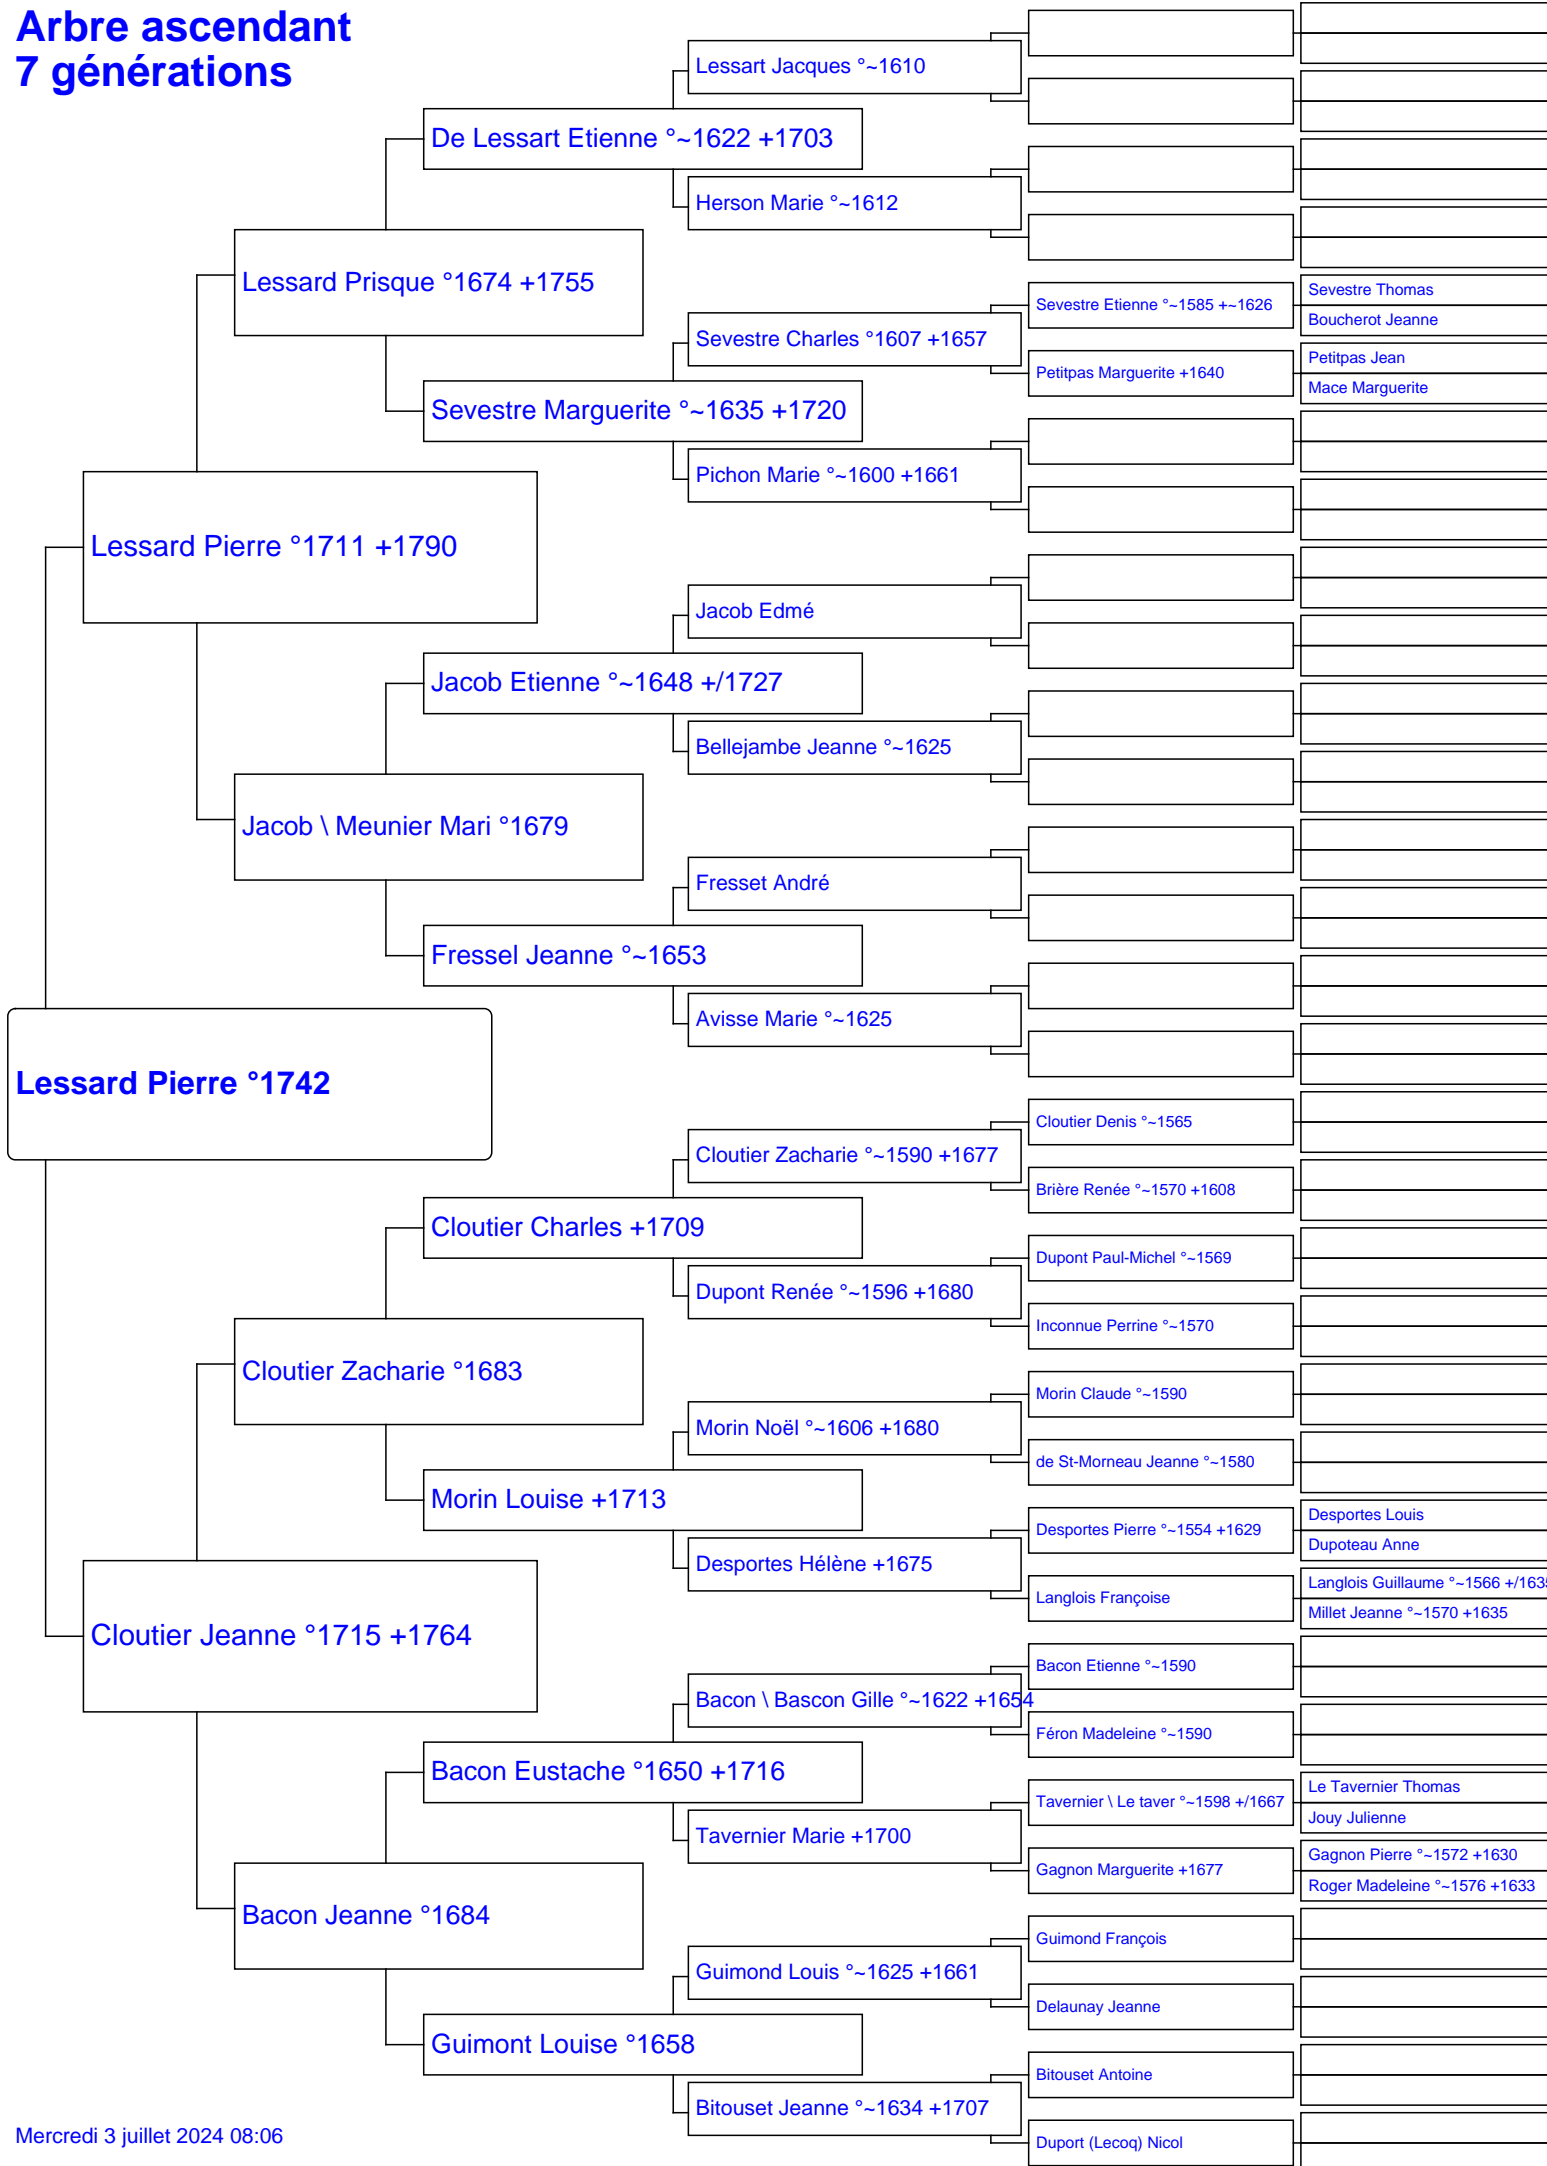 Arbre ascendant
7 générations
Lessart Jacques °~1610
De Lessart Etienne °~1622 +1703
Herson Marie °~1612
Lessard Prisque °1674 +1755
Sevestre Thomas
Sevestre Etienne °~1585 +~1626
Boucherot Jeanne
Sevestre Charles °1607 +1657
Petitpas Jean
Petitpas Marguerite +1640
Mace Marguerite
Sevestre Marguerite °~1635 +1720
Pichon Marie °~1600 +1661
Lessard Pierre °1711 +1790
Jacob Edmé
Jacob Etienne °~1648 +/1727
Bellejambe Jeanne °~1625
Jacob \ Meunier Mari °1679
Fresset André
Fressel Jeanne °~1653
Avisse Marie °~1625
Lessard Pierre °1742
Cloutier Denis °~1565
Cloutier Zacharie °~1590 +1677
Brière Renée °~1570 +1608
Cloutier Charles +1709
Dupont Paul-Michel °~1569
Dupont Renée °~1596 +1680
Inconnue Perrine °~1570
Cloutier Zacharie °1683
Morin Claude °~1590
Morin Noël °~1606 +1680
de St-Morneau Jeanne °~1580
Morin Louise +1713
Desportes Louis
Desportes Pierre °~1554 +1629
Dupoteau Anne
Desportes Hélène +1675
Langlois Guillaume °~1566 +/1635
Langlois Françoise
Millet Jeanne °~1570 +1635
Cloutier Jeanne °1715 +1764
Bacon Etienne °~1590
Bacon \ Bascon Gille °~1622 +1654
Féron Madeleine °~1590
Bacon Eustache °1650 +1716
Le Tavernier Thomas
Tavernier \ Le taver °~1598 +/1667
Jouy Julienne
Tavernier Marie +1700
Gagnon Pierre °~1572 +1630
Gagnon Marguerite +1677
Roger Madeleine °~1576 +1633
Bacon Jeanne °1684
Guimond François
Guimond Louis °~1625 +1661
Delaunay Jeanne
Guimont Louise °1658
Bitouset Antoine
Bitouset Jeanne °~1634 +1707
Duport (Lecoq) Nicol
Mercredi 3 juillet 2024 08:06